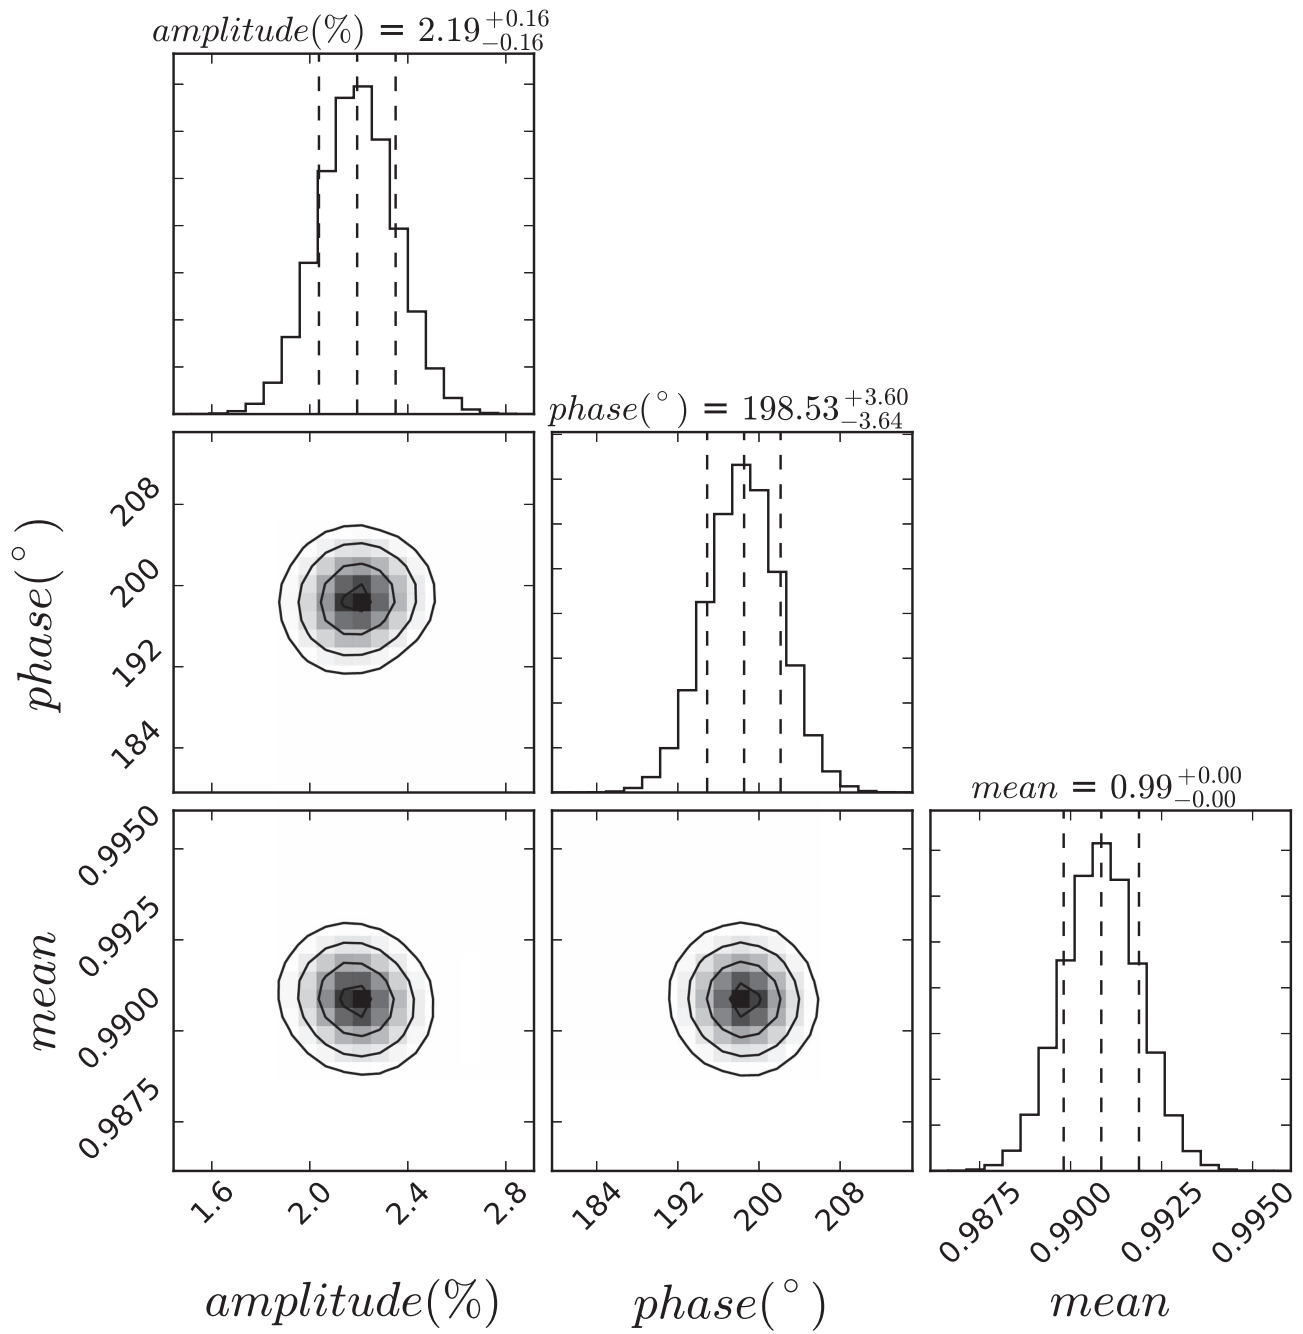 amplitude(%) = 2.19 +0.16 −0.16
phase(°) = 198.53 +3.60 −3.64
208
200
192
184
phase(°)
mean = 0.99 +0.00 −0.00
0.9950
0.9925
0.9900
0.9875
mean
1.6 2.0 2.4 2.8
184 192 200 208
0.9875 0.9900 0.9925 0.9950
amplitude(%)
phase(°)
mean